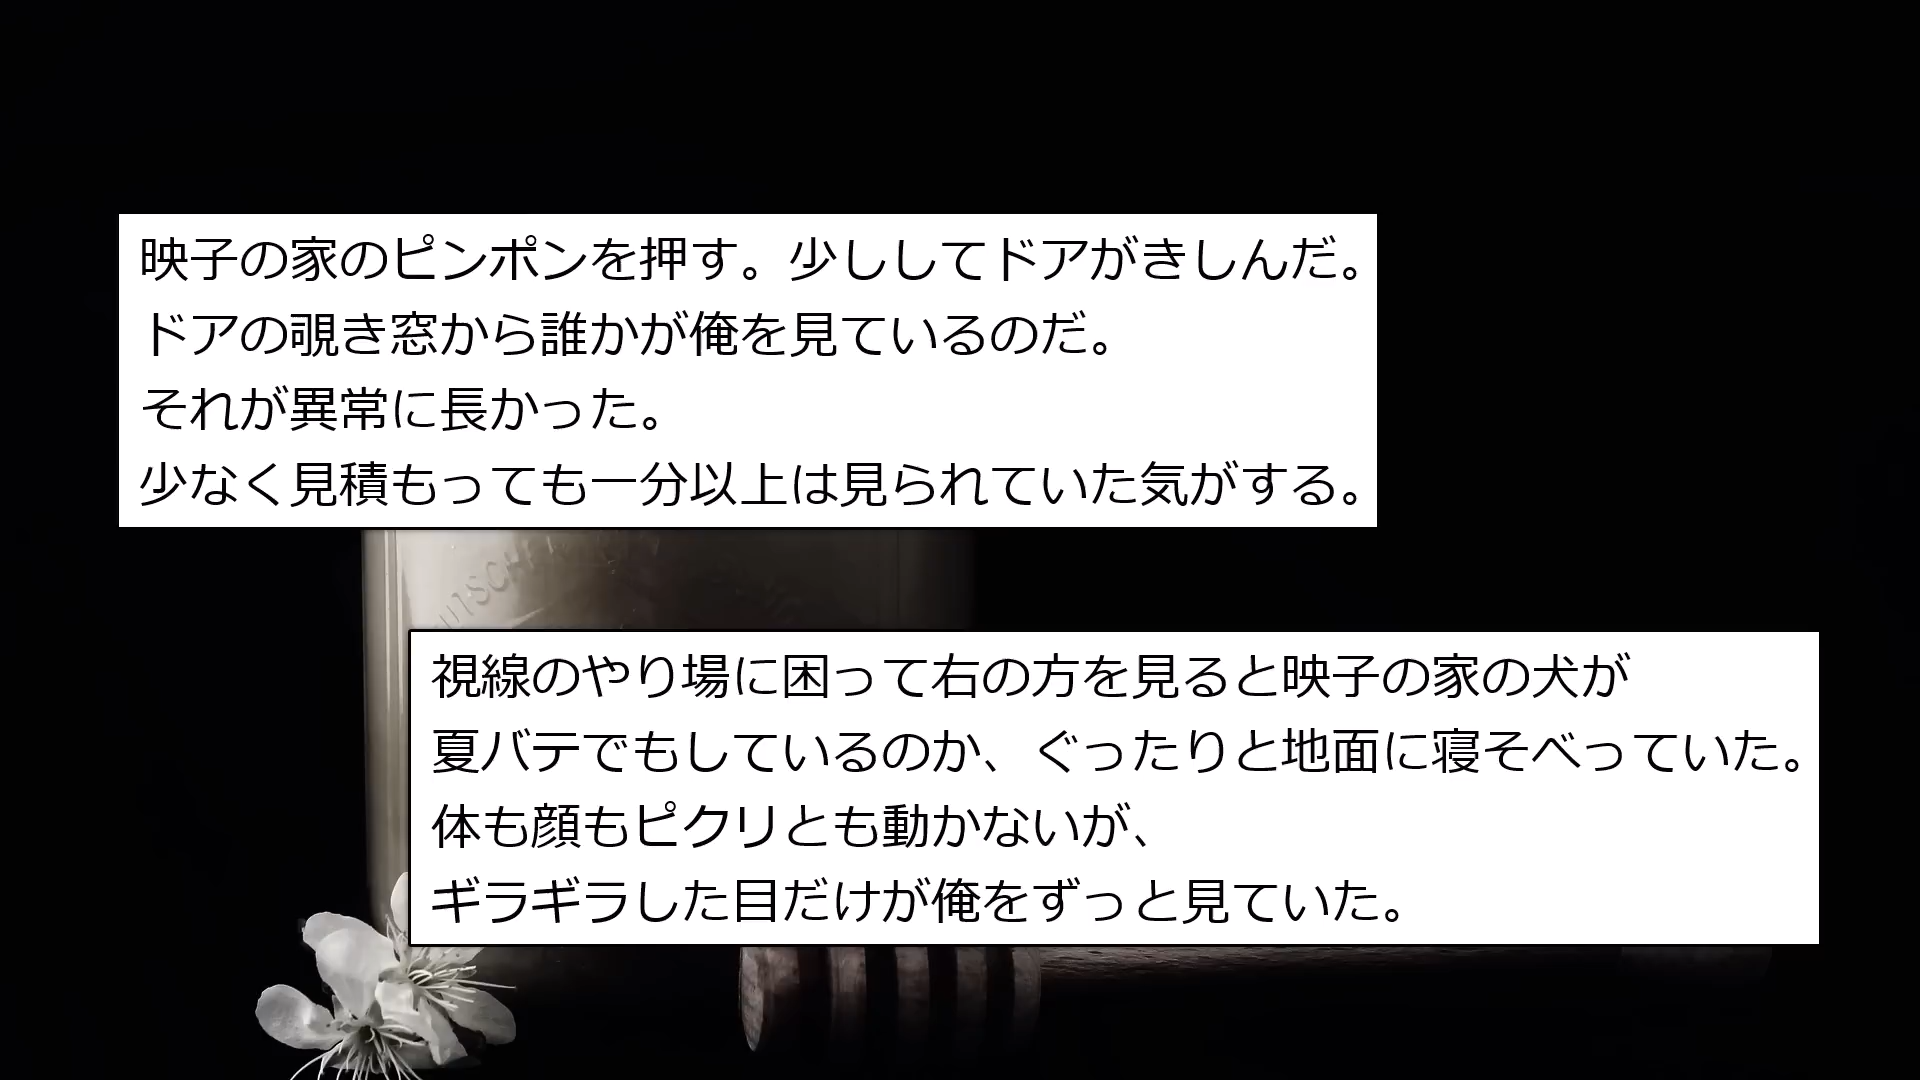 映子の家のピンポンを押す。少ししてドアがきしんだ。
ドアの覗き窓から誰かが俺を見ているのだ。
それが異常に長かった。
少なく見積もっても一分以上は見られていた気がする。
視線のやり場に困って右の方を見ると映子の家の犬が
夏バテでもしているのか、ぐったりと地面に寝そべっていた。
体も顔もピクリとも動かないが、
ギラギラした目だけが俺をずっと見ていた。